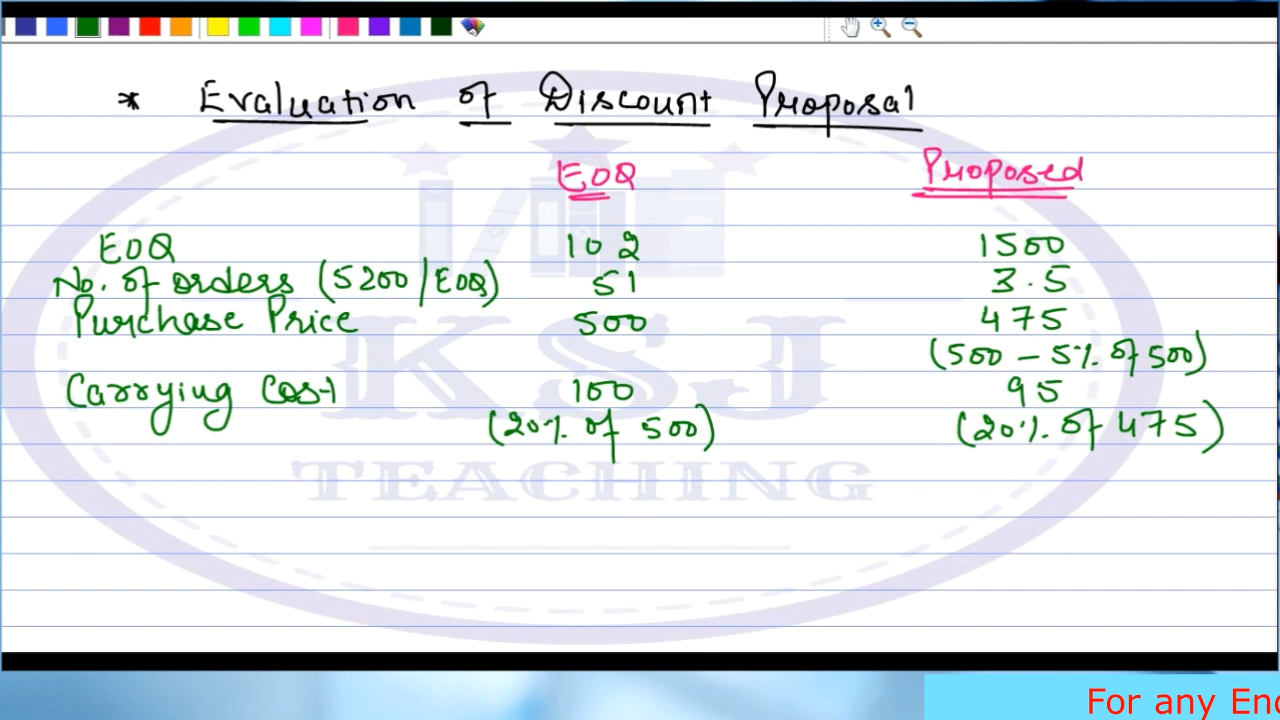 * Evaluation of Discount Proposal
EOQ Proposed
EOQ 102 1500
No. of orders (5200/EOQ) 51 3.5
Purchase Price 500 475
(500 - 5% of 500)
Carrying Cost 100 95
(20% of 500) (20% of 475)
KSJ
TEACHING
For any Enq